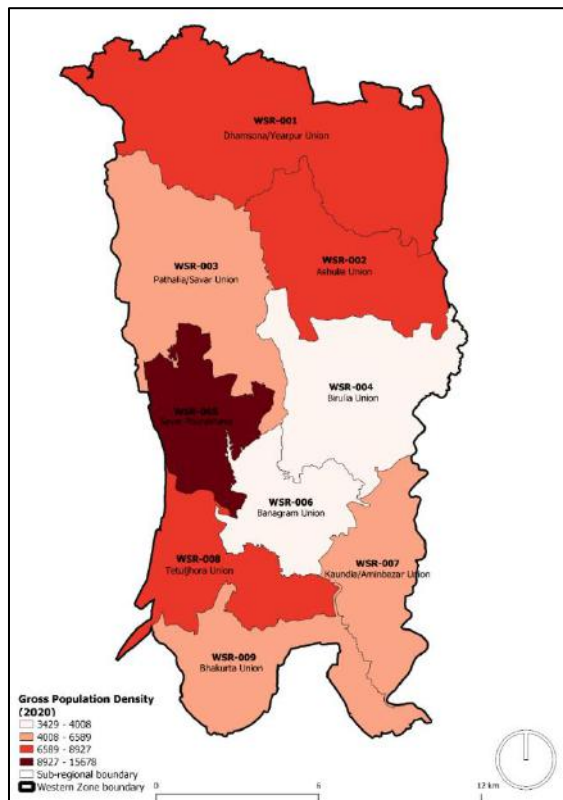 WSR-001
Dhamsona/Yearpur Union
WSR-002
Ashulia Union
WSR-003
Pathalia/Savar Union
WSR-004
Birulia Union
WSR-005
WSR-006
Banagram Union
WSR-007
Kaundia/Aminbazar Union
WSR-008
Tetuljhora Union
WSR-009
Bhakurta Union
Gross Population Density
(2020)
3429 - 4008
4008 - 6589
6589 - 8927
8927 - 15678
Sub-regional boundary
Western Zone boundary
0 6 12 km